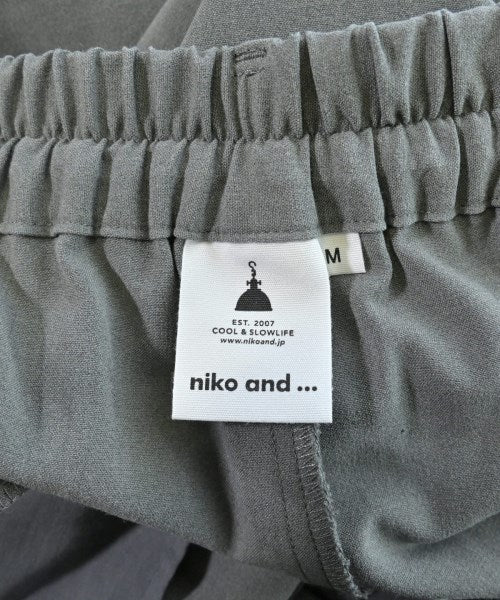 M
EST. 2007
COOL & SLOWLIFE
www.nikoand.jp
niko and ...